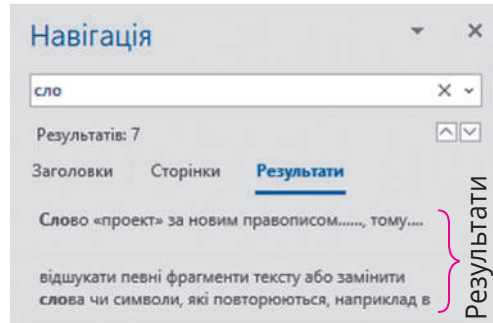 Навігація
сло
Результатів: 7
Заголовки Сторінки Результати
Слово «проект» за новим правописом......, тому....
відшукати певні фрагменти тексту або замінити
слова чи символи, які повторюються, наприклад в
Результати